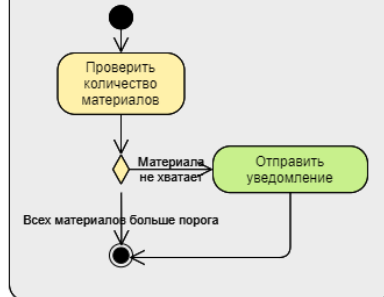 Проверить
количество
материалов
Материала
не хватает
Отправить
уведомление
Всех материалов больше порога